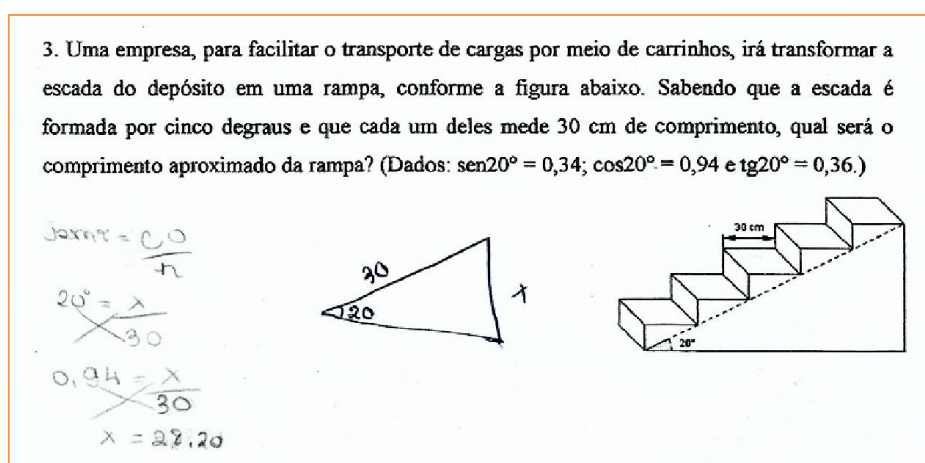 3. Uma empresa, para facilitar o transporte de cargas por meio de carrinhos, irá transformar a
escada do depósito em uma rampa, conforme a figura abaixo. Sabendo que a escada é
formada por cinco degraus e que cada um deles mede 30 cm de comprimento, qual será o
comprimento aproximado da rampa? (Dados: sen20º = 0,34; cos20º = 0,94 e tg20º = 0,36.)
= CO
h
20° = x
30
0,94 = x
30
x = 28,20
30
20
x
30 cm
20°